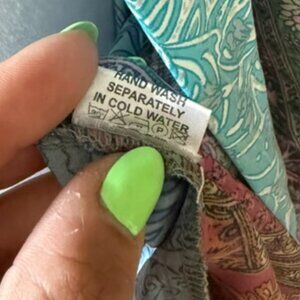 HAND WASH
SEPARATELY
IN COLD WATER
P